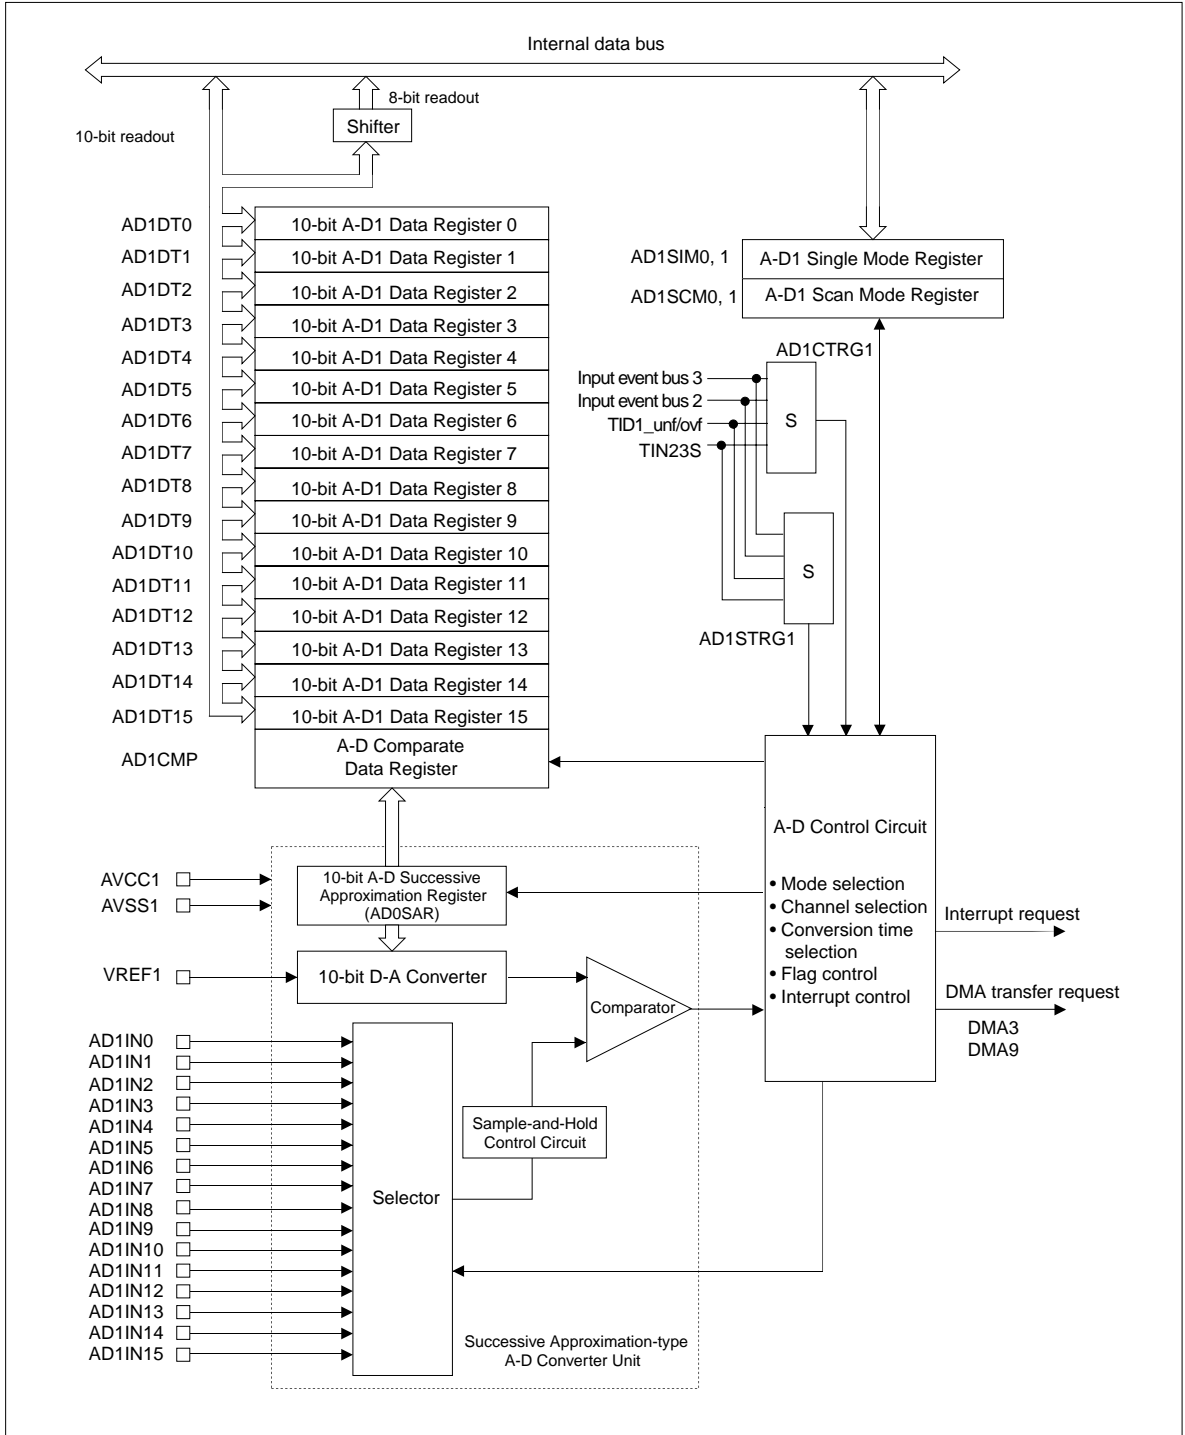 Internal data bus
8-bit readout
Shifter
10-bit readout
AD1DT0
10-bit A-D1 Data Register 0
AD1DT1
10-bit A-D1 Data Register 1
AD1DT2
10-bit A-D1 Data Register 2
AD1DT3
10-bit A-D1 Data Register 3
AD1DT4
10-bit A-D1 Data Register 4
AD1DT5
10-bit A-D1 Data Register 5
AD1DT6
10-bit A-D1 Data Register 6
AD1DT7
10-bit A-D1 Data Register 7
AD1DT8
10-bit A-D1 Data Register 8
AD1DT9
10-bit A-D1 Data Register 9
AD1DT10
10-bit A-D1 Data Register 10
AD1DT11
10-bit A-D1 Data Register 11
AD1DT12
10-bit A-D1 Data Register 12
AD1DT13
10-bit A-D1 Data Register 13
AD1DT14
10-bit A-D1 Data Register 14
AD1DT15
10-bit A-D1 Data Register 15
AD1CMP
A-D Comparate
Data Register
AD1SIM0, 1
A-D1 Single Mode Register
AD1SCM0, 1
A-D1 Scan Mode Register
AD1CTRG1
Input event bus 3
Input event bus 2
TID1_unf/ovf
TIN23S
S
S
AD1STRG1
A-D Control Circuit
• Mode selection
• Channel selection
• Conversion time
selection
• Flag control
• Interrupt control
Interrupt request
DMA transfer request
DMA3
DMA9
AVCC1
AVSS1
10-bit A-D Successive
Approximation Register
(AD0SAR)
VREF1
10-bit D-A Converter
Comparator
AD1IN0
AD1IN1
AD1IN2
AD1IN3
AD1IN4
AD1IN5
AD1IN6
AD1IN7
AD1IN8
AD1IN9
AD1IN10
AD1IN11
AD1IN12
AD1IN13
AD1IN14
AD1IN15
Selector
Sample-and-Hold
Control Circuit
Successive Approximation-type
A-D Converter Unit